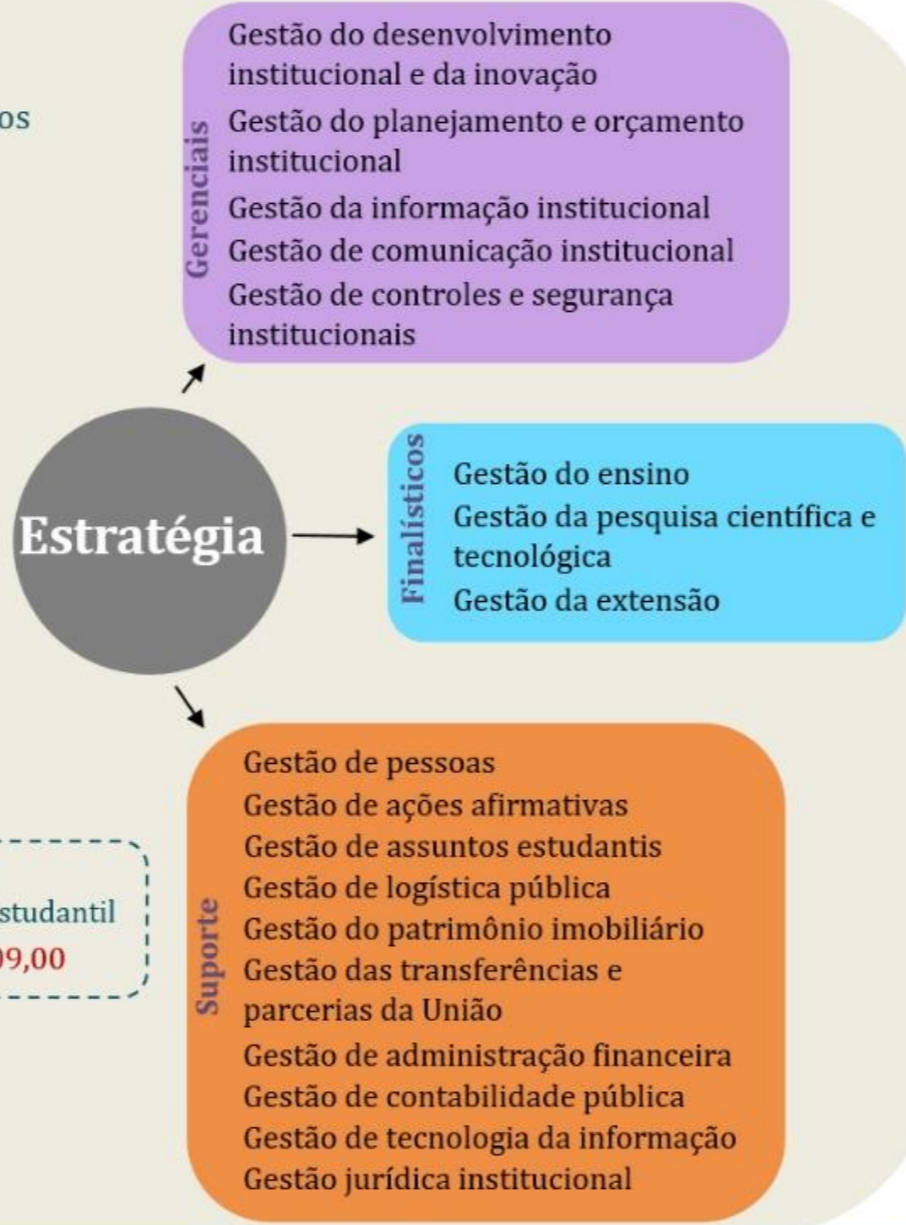 Gestão do desenvolvimento
institucional e da inovação
Gestão do planejamento e orçamento
institucional
Gestão da informação institucional
Gestão de comunicação institucional
Gestão de controles e segurança
institucionais
Gerenciais
os
Estratégia
Finalísticos
Gestão do ensino
Gestão da pesquisa científica e
tecnológica
Gestão da extensão
Suporte
Gestão de pessoas
Gestão de ações afirmativas
Gestão de assuntos estudantis
Gestão de logística pública
Gestão do patrimônio imobiliário
Gestão das transferências e
parcerias da União
Gestão de administração financeira
Gestão de contabilidade pública
Gestão de tecnologia da informação
Gestão jurídica institucional
studantil
09,00